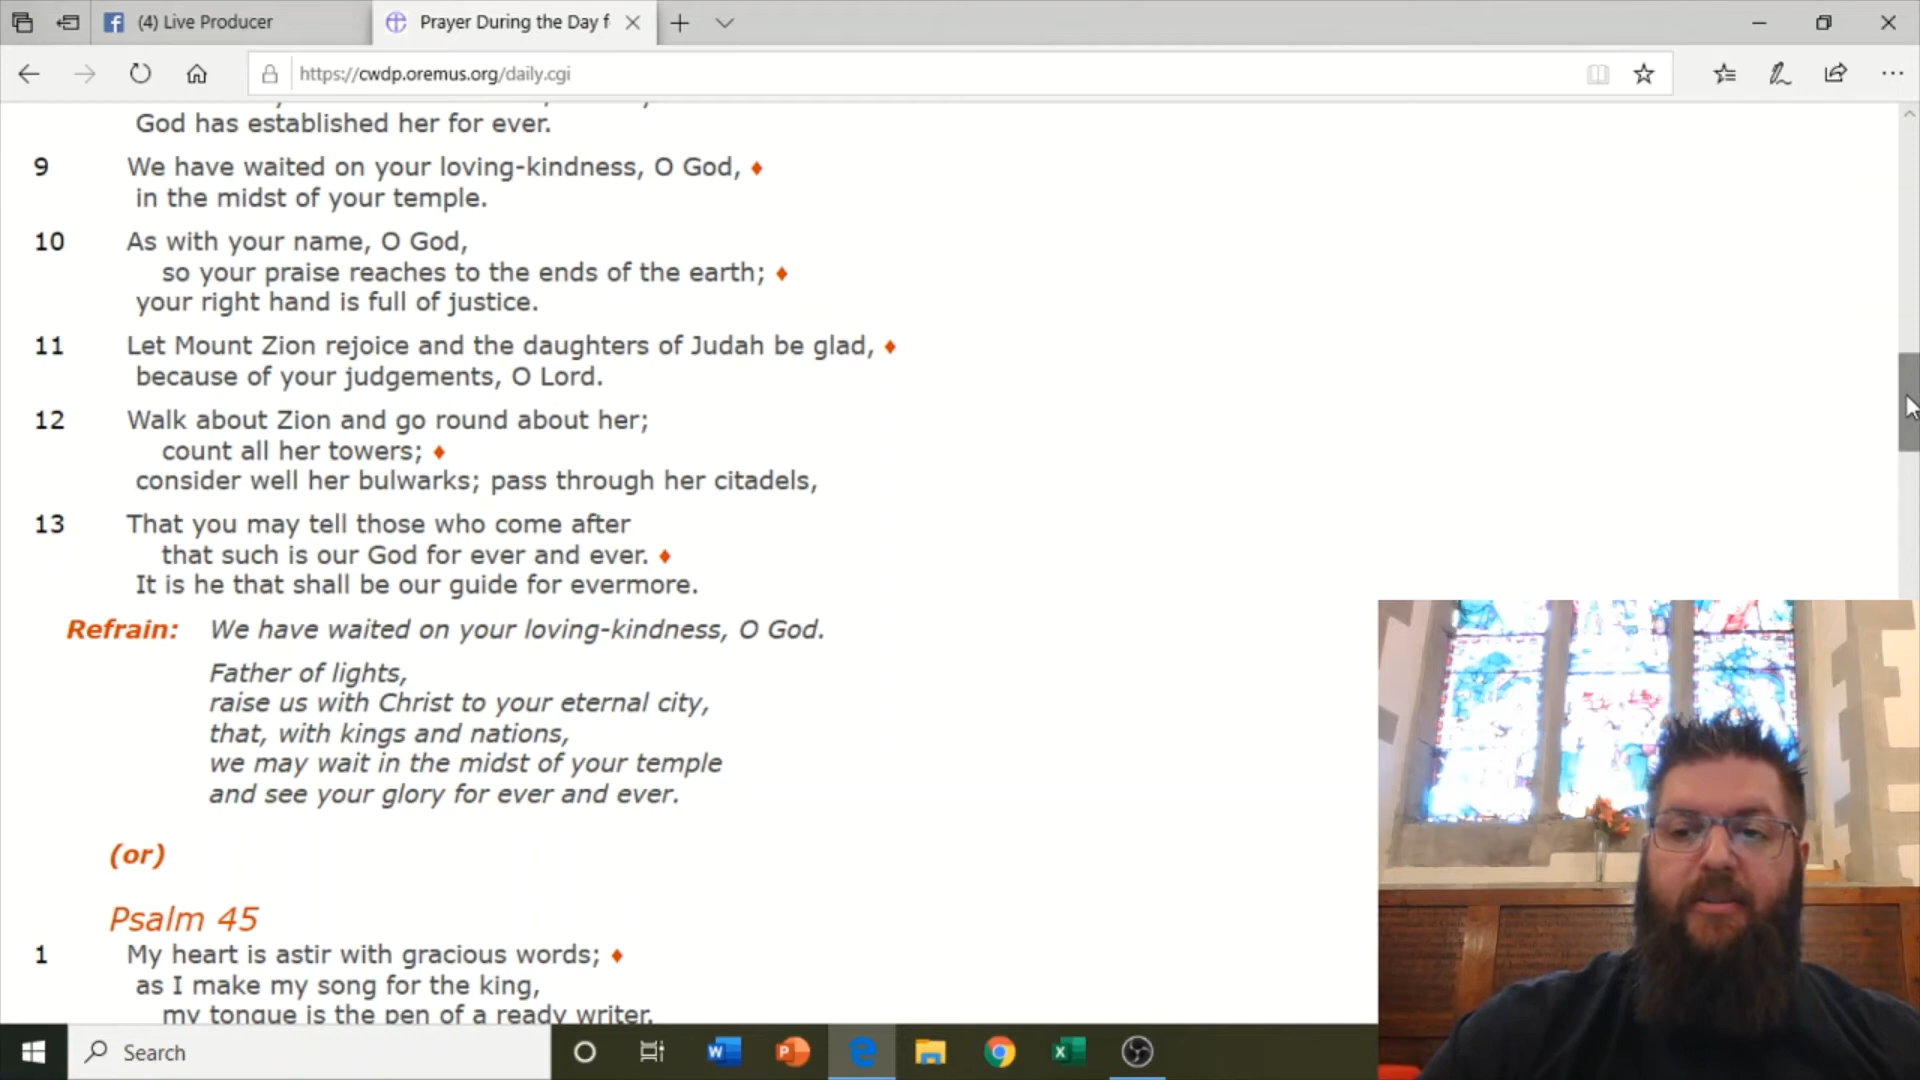 (4) Live Producer
Prayer During the Day f
https://cwdp.oremus.org/daily.cgi
God has established her for ever.
9 We have waited on your loving-kindness, O God, ♦
in the midst of your temple.
10 As with your name, O God,
so your praise reaches to the ends of the earth; ♦
your right hand is full of justice.
11 Let Mount Zion rejoice and the daughters of Judah be glad, ♦
because of your judgements, O Lord.
12 Walk about Zion and go round about her;
count all her towers; ♦
consider well her bulwarks; pass through her citadels,
13 That you may tell those who come after
that such is our God for ever and ever. ♦
It is he that shall be our guide for evermore.
Refrain: We have waited on your loving-kindness, O God.
Father of lights,
raise us with Christ to your eternal city,
that, with kings and nations,
we may wait in the midst of your temple
and see your glory for ever and ever.
(or)
Psalm 45
1 My heart is astir with gracious words; ♦
as I make my song for the king,
my tongue is the pen of a ready writer.
Search